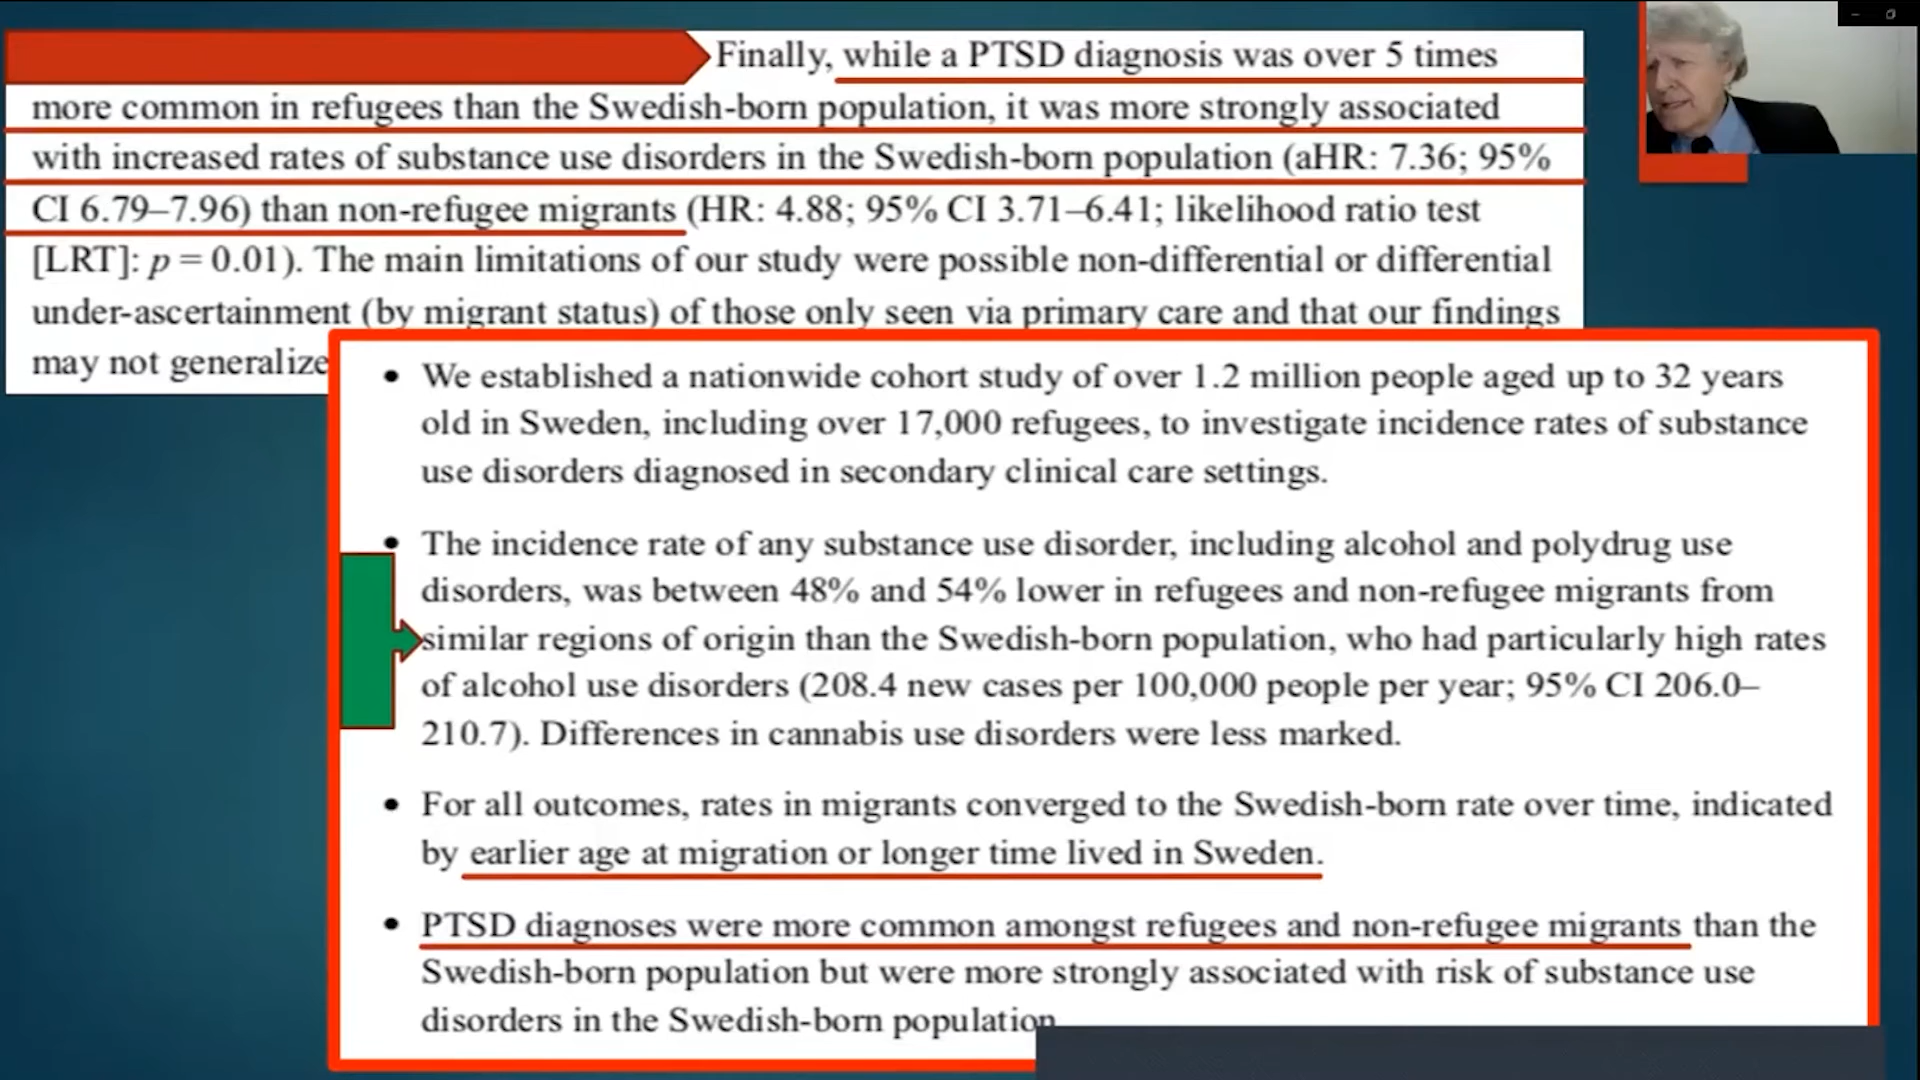 Finally, while a PTSD diagnosis was over 5 times
more common in refugees than the Swedish-born population, it was more strongly associated
with increased rates of substance use disorders in the Swedish-born population (aHR: 7.36; 95%
CI 6.79–7.96) than non-refugee migrants (HR: 4.88; 95% CI 3.71–6.41; likelihood ratio test
[LRT]: p = 0.01). The main limitations of our study were possible non-differential or differential
under-ascertainment (by migrant status) of those only seen via primary care and that our findings
may not generalize
• We established a nationwide cohort study of over 1.2 million people aged up to 32 years
old in Sweden, including over 17,000 refugees, to investigate incidence rates of substance
use disorders diagnosed in secondary clinical care settings.
• The incidence rate of any substance use disorder, including alcohol and polydrug use
disorders, was between 48% and 54% lower in refugees and non-refugee migrants from
similar regions of origin than the Swedish-born population, who had particularly high rates
of alcohol use disorders (208.4 new cases per 100,000 people per year; 95% CI 206.0–
210.7). Differences in cannabis use disorders were less marked.
• For all outcomes, rates in migrants converged to the Swedish-born rate over time, indicated
by earlier age at migration or longer time lived in Sweden.
• PTSD diagnoses were more common amongst refugees and non-refugee migrants than the
Swedish-born population but were more strongly associated with risk of substance use
disorders in the Swedish-born population